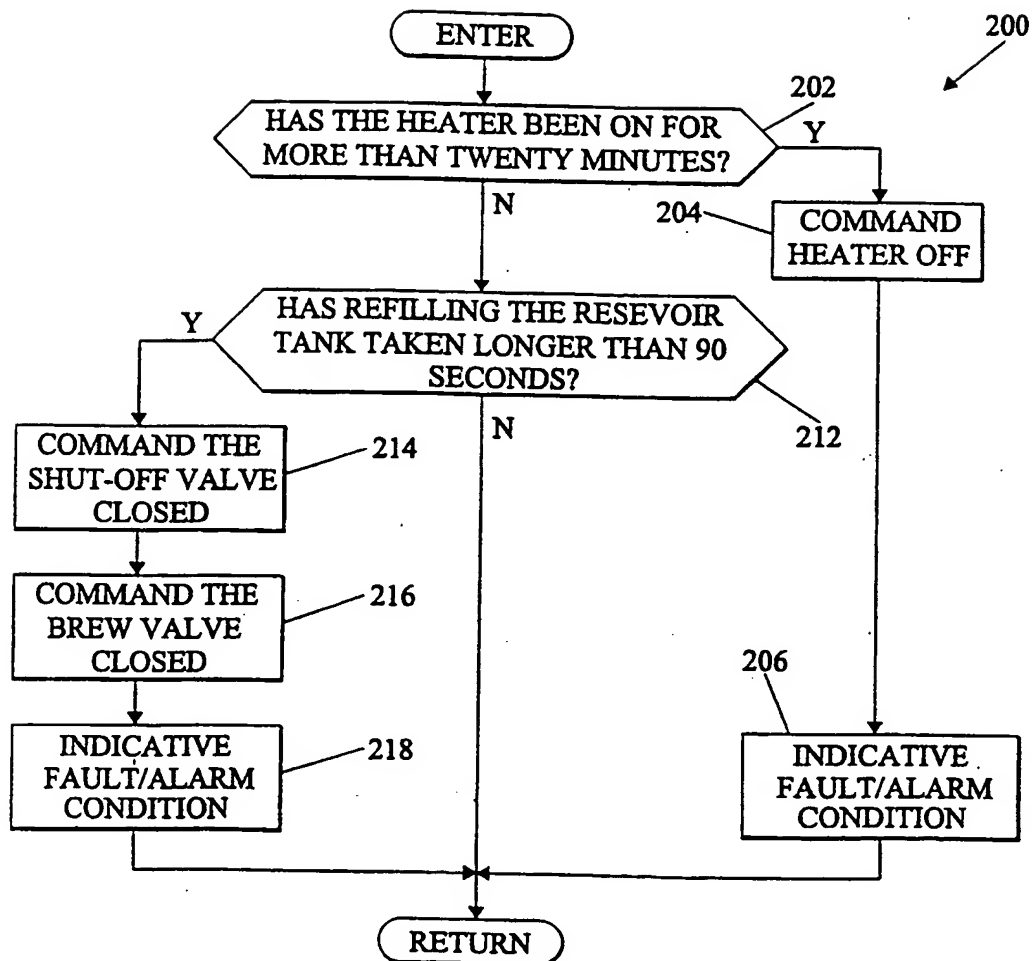 ENTER
200
202
HAS THE HEATER BEEN ON FOR
MORE THAN TWENTY MINUTES?
Y
N
204
COMMAND
HEATER OFF
HAS REFILLING THE RESEVOIR
TANK TAKEN LONGER THAN 90
SECONDS?
Y
N
212
COMMAND THE
SHUT-OFF VALVE
CLOSED
214
COMMAND THE
BREW VALVE
CLOSED
216
INDICATIVE
FAULT/ALARM
CONDITION
218
206
INDICATIVE
FAULT/ALARM
CONDITION
RETURN